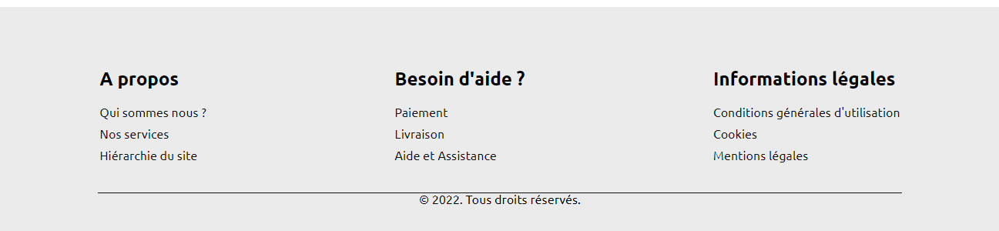 A propos
Qui sommes nous ?
Nos services
Hiérarchie du site
Besoin d'aide ?
Paiement
Livraison
Aide et Assistance
Informations légales
Conditions générales d'utilisation
Cookies
Mentions légales
© 2022. Tous droits réservés.